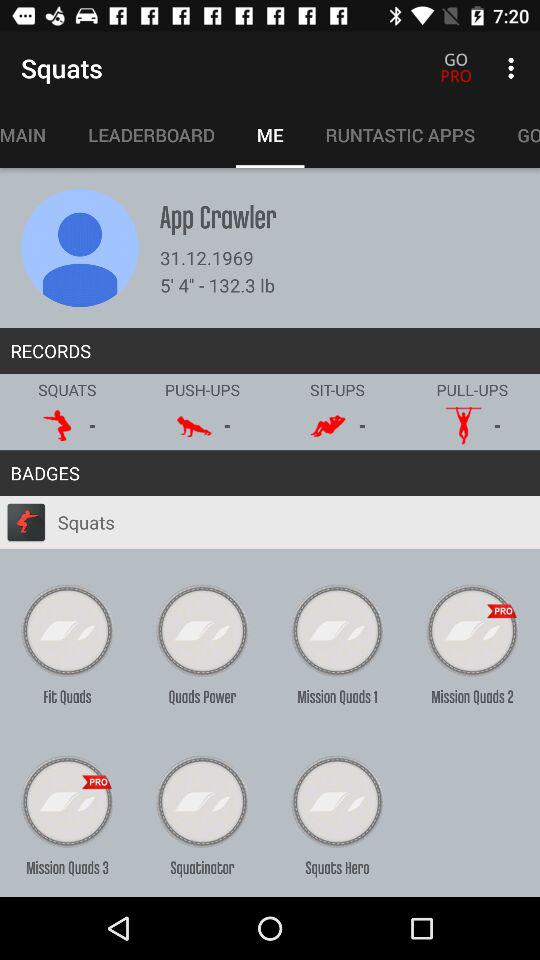 7:20
Squats
GO
PRO
MAIN LEADERBOARD ME RUNTASTIC APPS GO
App Crawler
31.12.1969
5' 4" - 132.3 lb
RECORDS
SQUATS PUSH-UPS SIT-UPS PULL-UPS
- - - -
BADGES
Squats
PRO
Fit Quads Quads Power Mission Quads 1 Mission Quads 2
PRO
Mission Quads 3 Squatinator Squats Hero